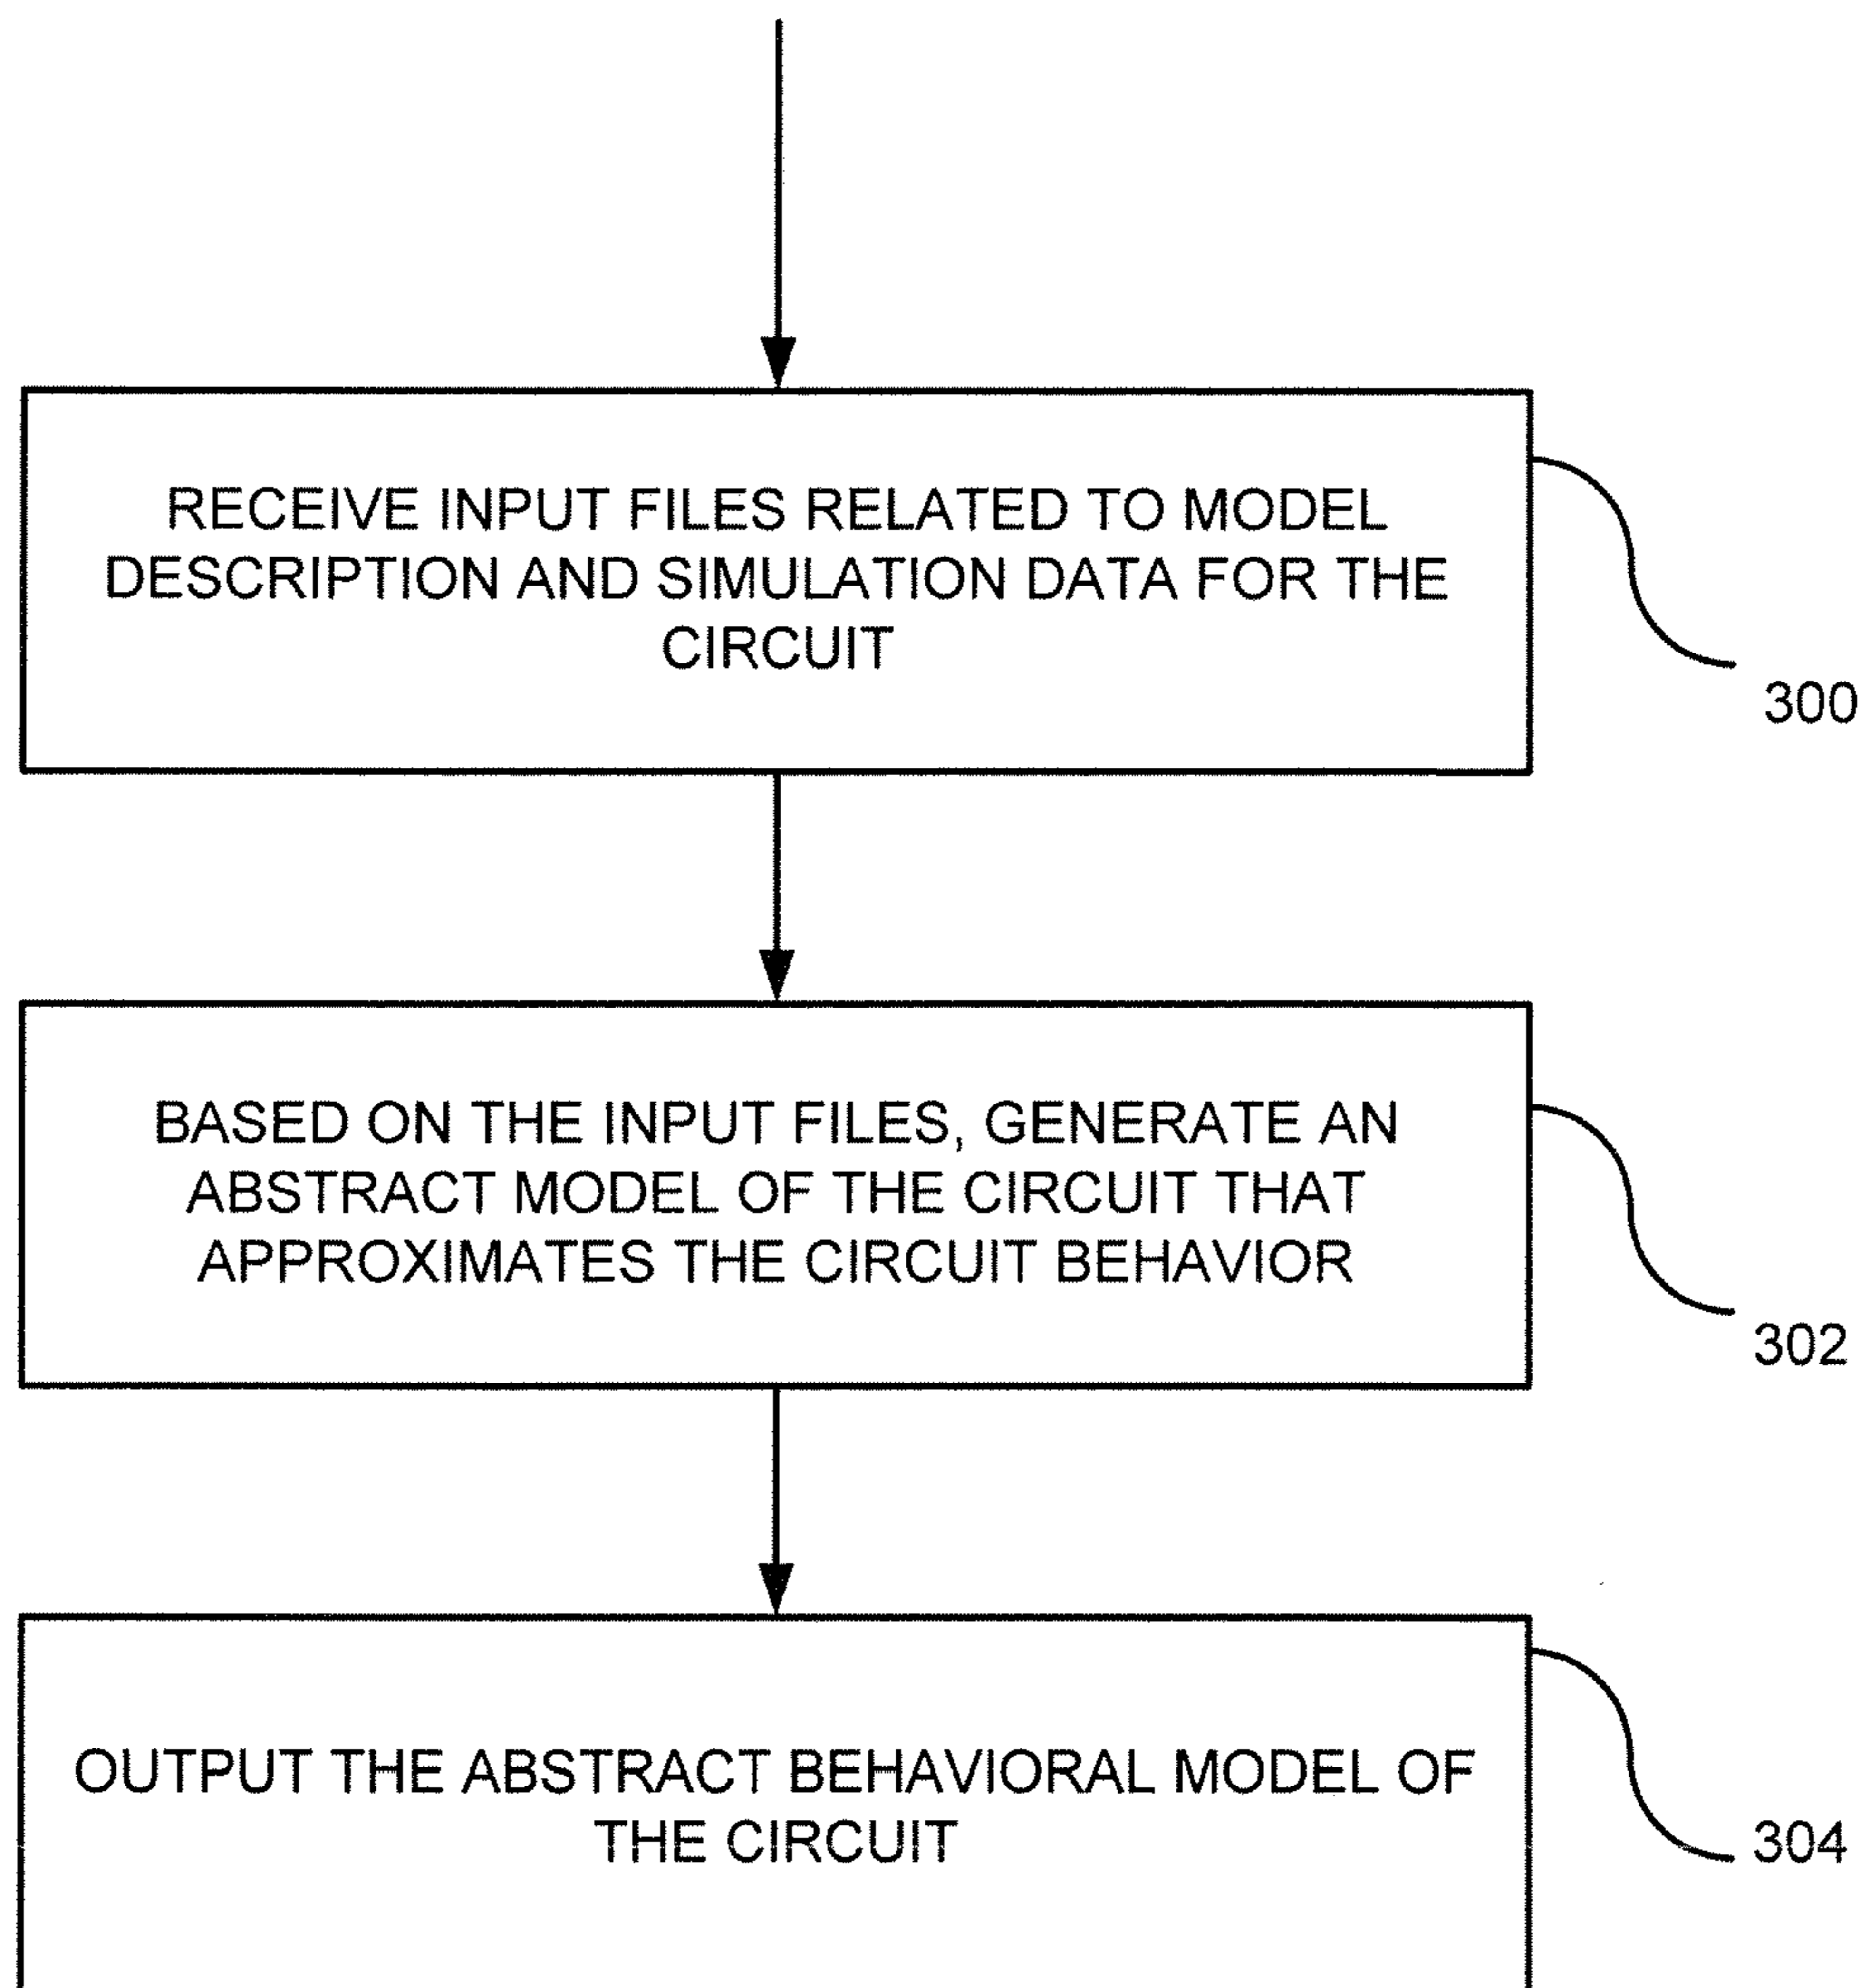 RECEIVE INPUT FILES RELATED TO MODEL
DESCRIPTION AND SIMULATION DATA FOR THE
CIRCUIT
300
BASED ON THE INPUT FILES, GENERATE AN
ABSTRACT MODEL OF THE CIRCUIT THAT
APPROXIMATES THE CIRCUIT BEHAVIOR
302
OUTPUT THE ABSTRACT BEHAVIORAL MODEL OF
THE CIRCUIT
304